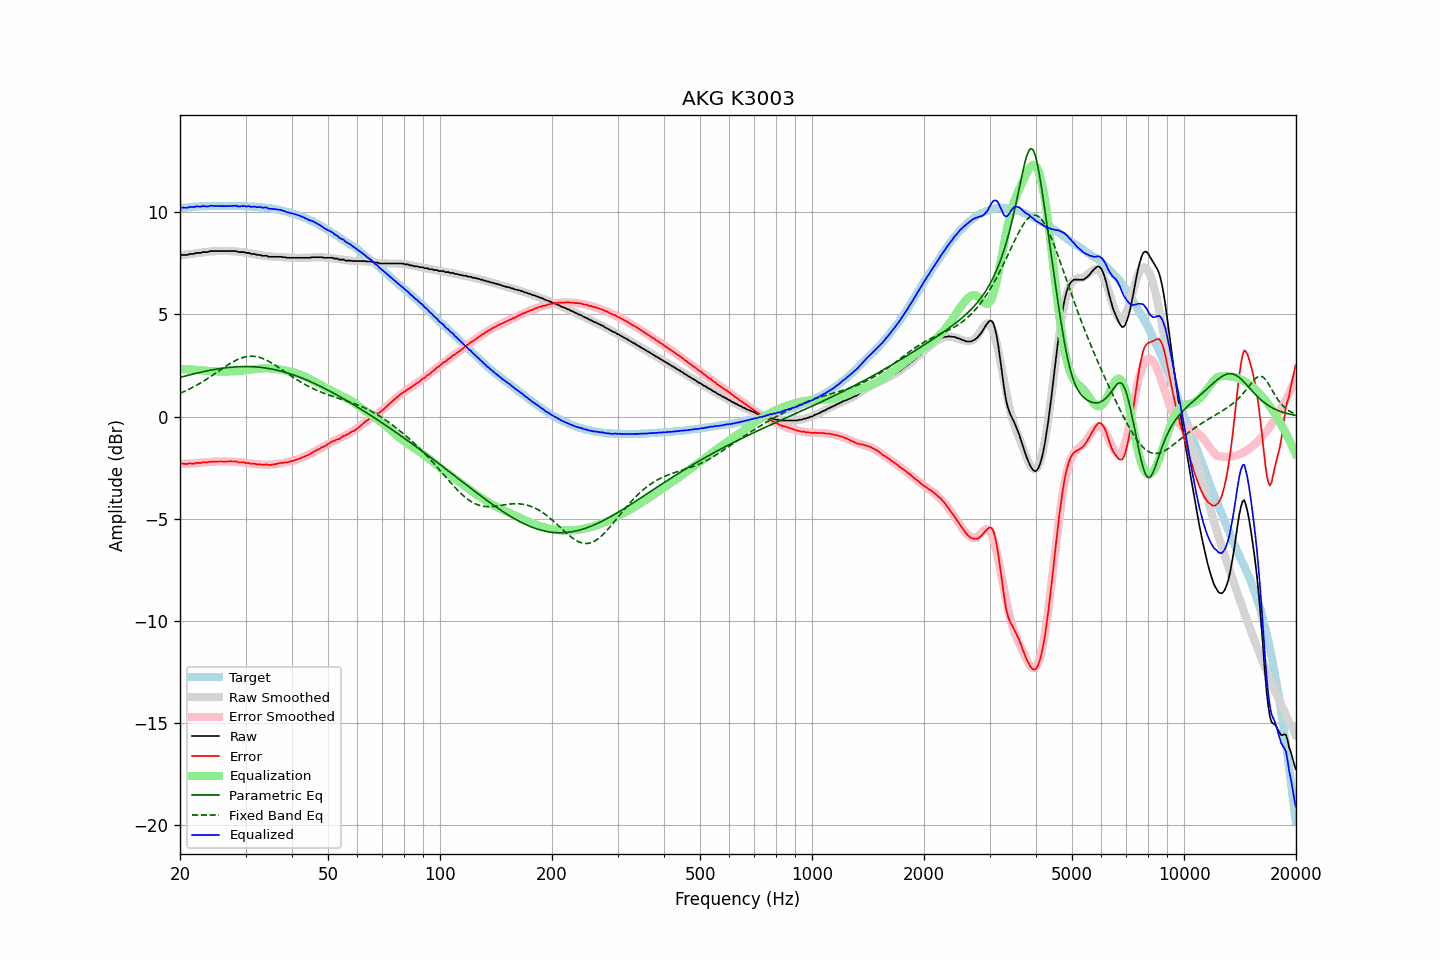 AKG K3003
Amplitude (dBr)
10
5
0
−5
−10
−15
−20
Target
Raw Smoothed
Error Smoothed
Raw
Error
Equalization
Parametric Eq
Fixed Band Eq
Equalized
20 50 100 200 500 1000 2000 5000 10000 20000
Frequency (Hz)